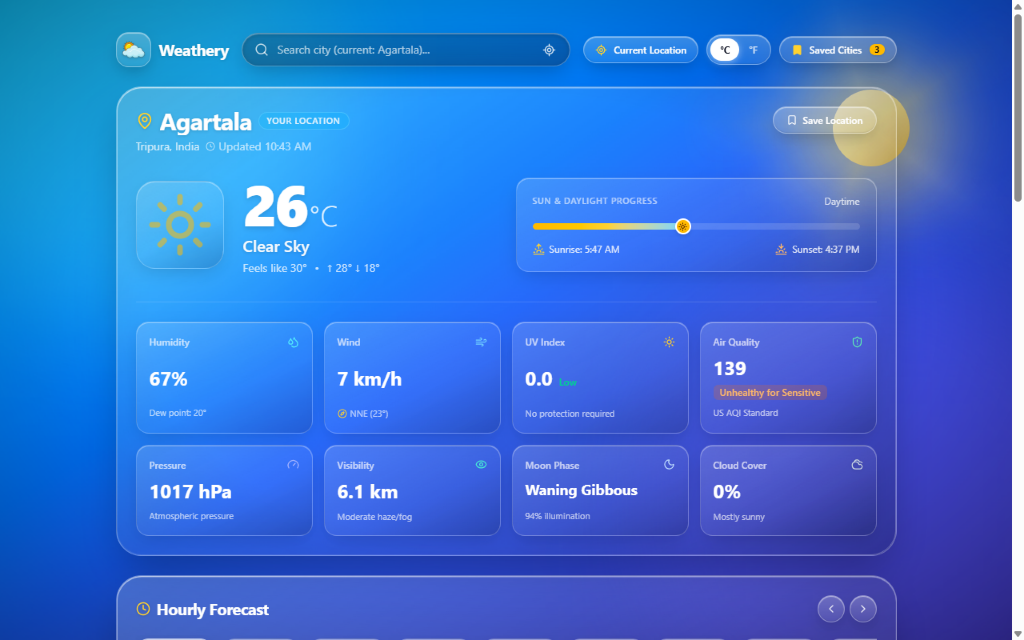 Weathery
Search city (current: Agartala)...
Current Location
°C
°F
Saved Cities 3
Agartala
YOUR LOCATION
Save Location
Tripura, India Updated 10:43 AM
26°C
Clear Sky
Feels like 30° • ↑ 28° ↓ 18°
SUN & DAYLIGHT PROGRESS
Daytime
Sunrise: 5:47 AM
Sunset: 4:37 PM
Humidity
67%
Dew point: 20°
Wind
7 km/h
NNE (23°)
UV Index
0.0 Low
No protection required
Air Quality
139
Unhealthy for Sensitive
US AQI Standard
Pressure
1017 hPa
Atmospheric pressure
Visibility
6.1 km
Moderate haze/fog
Moon Phase
Waning Gibbous
94% illumination
Cloud Cover
0%
Mostly sunny
Hourly Forecast